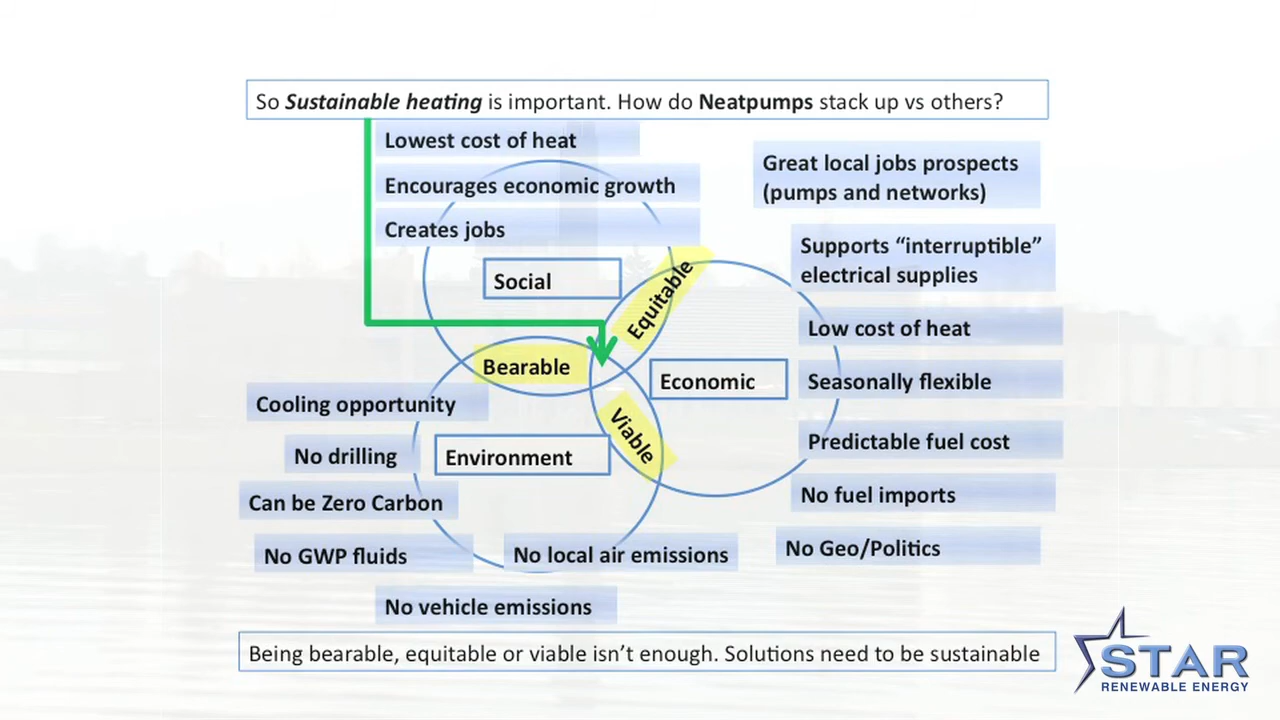 So Sustainable heating is important. How do Neatpumps stack up vs others?
Lowest cost of heat
Encourages economic growth
Creates jobs
Great local jobs prospects
(pumps and networks)
Supports “interruptible”
electrical supplies
Social
Equitable
Low cost of heat
Bearable
Economic
Seasonally flexible
Cooling opportunity
Viable
Predictable fuel cost
No drilling
Environment
Can be Zero Carbon
No fuel imports
No GWP fluids
No local air emissions
No Geo/Politics
No vehicle emissions
Being bearable, equitable or viable isn’t enough. Solutions need to be sustainable
STAR
RENEWABLE ENERGY